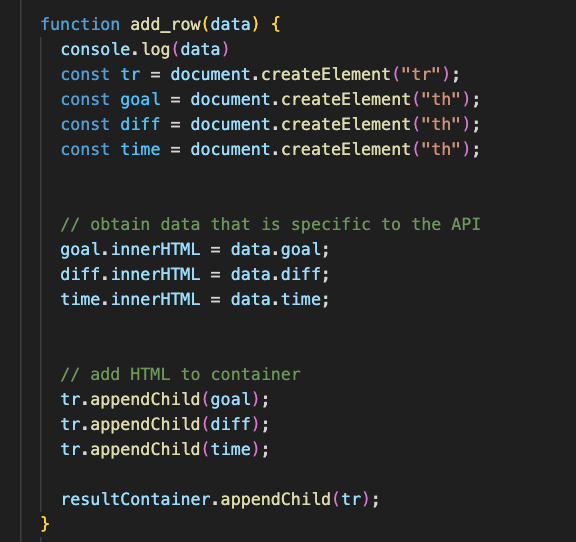 function add_row(data) {
console.log(data)
const tr = document.createElement("tr");
const goal = document.createElement("th");
const diff = document.createElement("th");
const time = document.createElement("th");
// obtain data that is specific to the API
goal.innerHTML = data.goal;
diff.innerHTML = data.diff;
time.innerHTML = data.time;
// add HTML to container
tr.appendChild(goal);
tr.appendChild(diff);
tr.appendChild(time);
resultContainer.appendChild(tr);
}